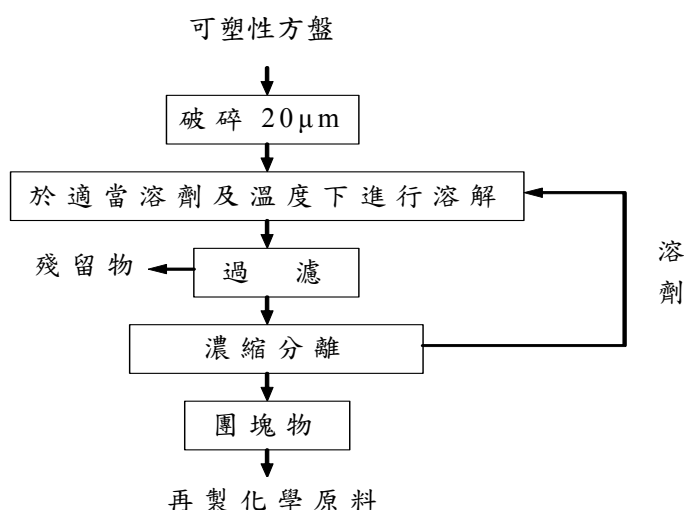 可塑性方盤
破碎 20μm
於適當溶劑及溫度下進行溶解
殘留物
過 濾
溶劑
濃縮分離
團塊物
再製化學原料